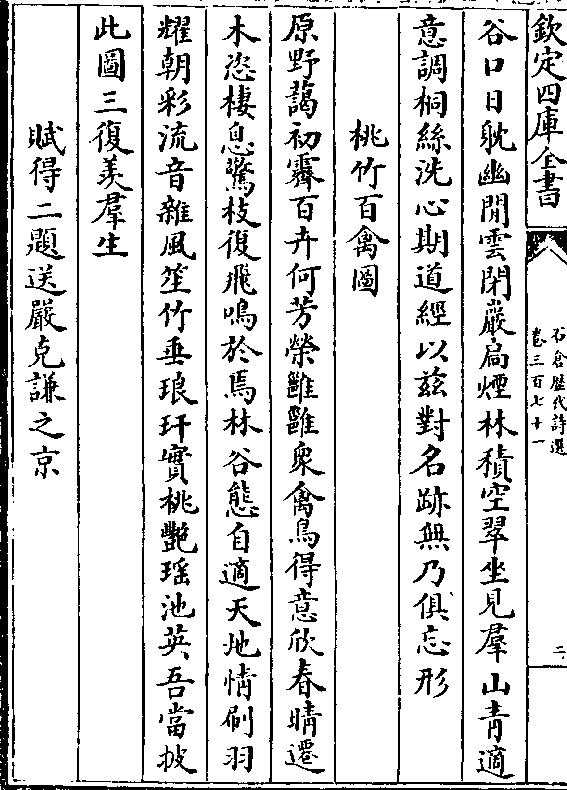 欽定四庫全書
石倉歷代詩選
卷三百七十一
二
谷口日躭幽閒雲閉巖扃煙林積空翠坐見羣山青適
意調桐絲洗心期道經以兹對名跡無乃俱忘形
桃竹百禽圖
原野藹初霽百卉何芳榮雝雝衆禽鳥得意欣春晴遷
木恣棲息驚枝復飛鳴於焉林谷態自適天地情刷羽
耀朝彩流音雜風笙竹垂琅玕實桃艷瑶池英吾當披
此圖三復羨羣生
賦得二題送嚴克謙之京